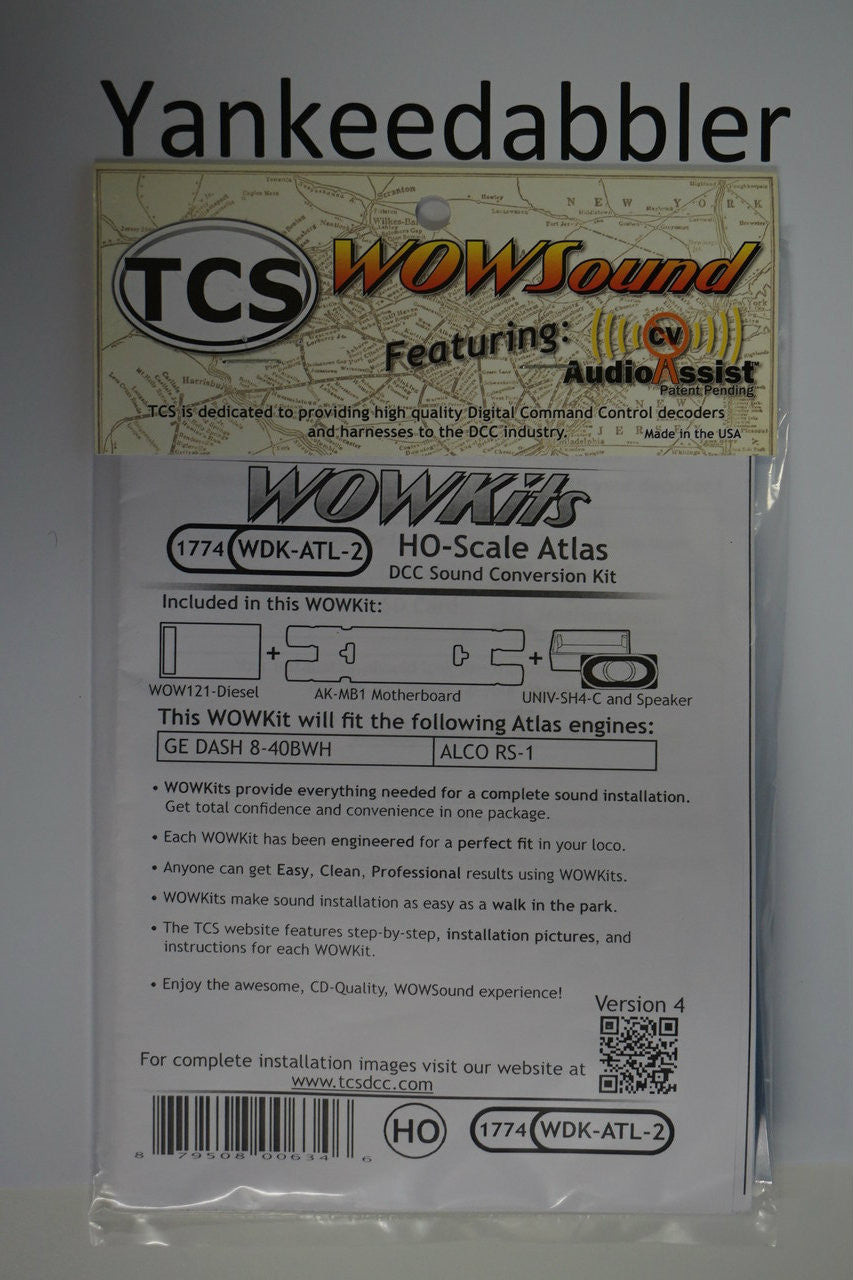 Yankeedabbler
TCS
WOWSound
Featuring:
CV
AudioAssist™
Patent Pending
TCS is dedicated to providing high quality Digital Command Control decoders
and harnesses to the DCC industry.
Made in the USA
NEW YORK
Scranton
WOWKits
1774 WDK-ATL-2
HO-Scale Atlas
DCC Sound Conversion Kit
Included in this WOWKit:
+
+
WOW121-Diesel
AK-MB1 Motherboard
UNIV-SH4-C and Speaker
This WOWKit will fit the following Atlas engines:
GE DASH 8-40BWH
ALCO RS-1
• WOWKits provide everything needed for a complete sound installation.
Get total confidence and convenience in one package.
• Each WOWKit has been engineered for a perfect fit in your loco.
• Anyone can get Easy, Clean, Professional results using WOWKits.
• WOWKits make sound installation as easy as a walk in the park.
• The TCS website features step-by-step, installation pictures, and
instructions for each WOWKit.
• Enjoy the awesome, CD-Quality, WOWSound experience!
Version 4
For complete installation images visit our website at
www.tcsdcc.com
8 79508 00634 6
HO
1774 WDK-ATL-2